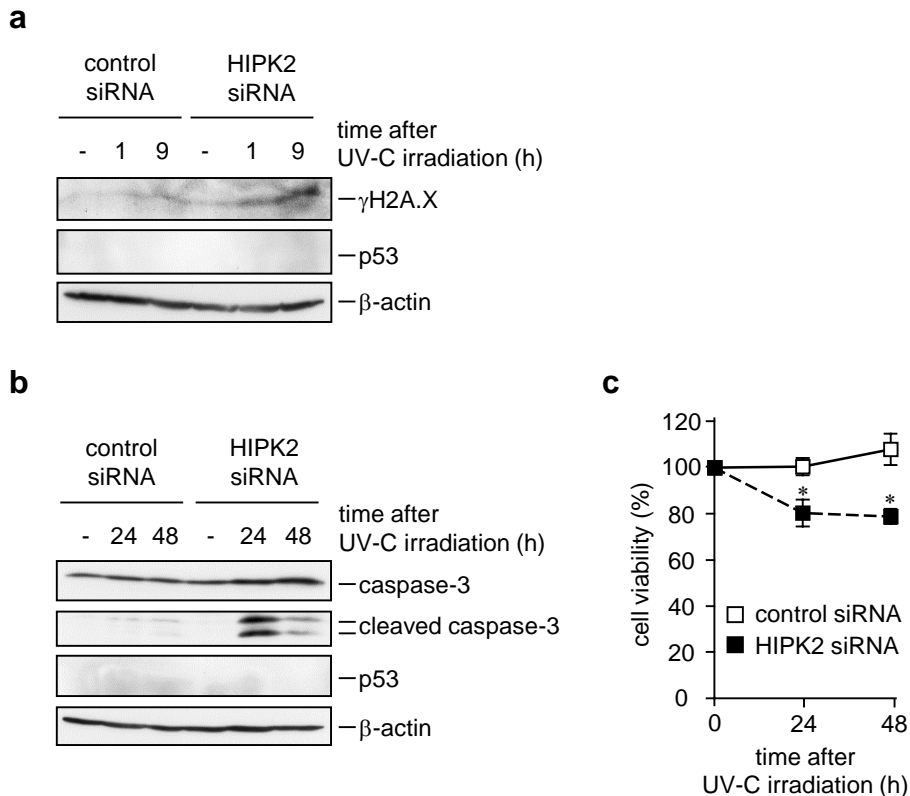 a
control
siRNA
HIPK2
siRNA
time after
UV-C irradiation (h)
- 1 9 - 1 9
γH2A.X
p53
β-actin
b
control
siRNA
HIPK2
siRNA
time after
UV-C irradiation (h)
- 24 48 - 24 48
caspase-3
cleaved caspase-3
p53
β-actin
c
cell viability (%)
120
100
80
60
40
20
0
* *
control siRNA
HIPK2 siRNA
0 24 48
time after
UV-C irradiation (h)